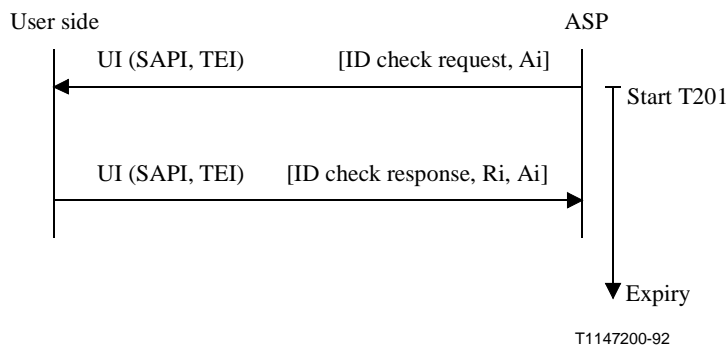 User side
ASP
UI (SAPI, TEI)
[ID check request, Ai]
Start T201
UI (SAPI, TEI)
[ID check response, Ri, Ai]
Expiry
T1147200-92